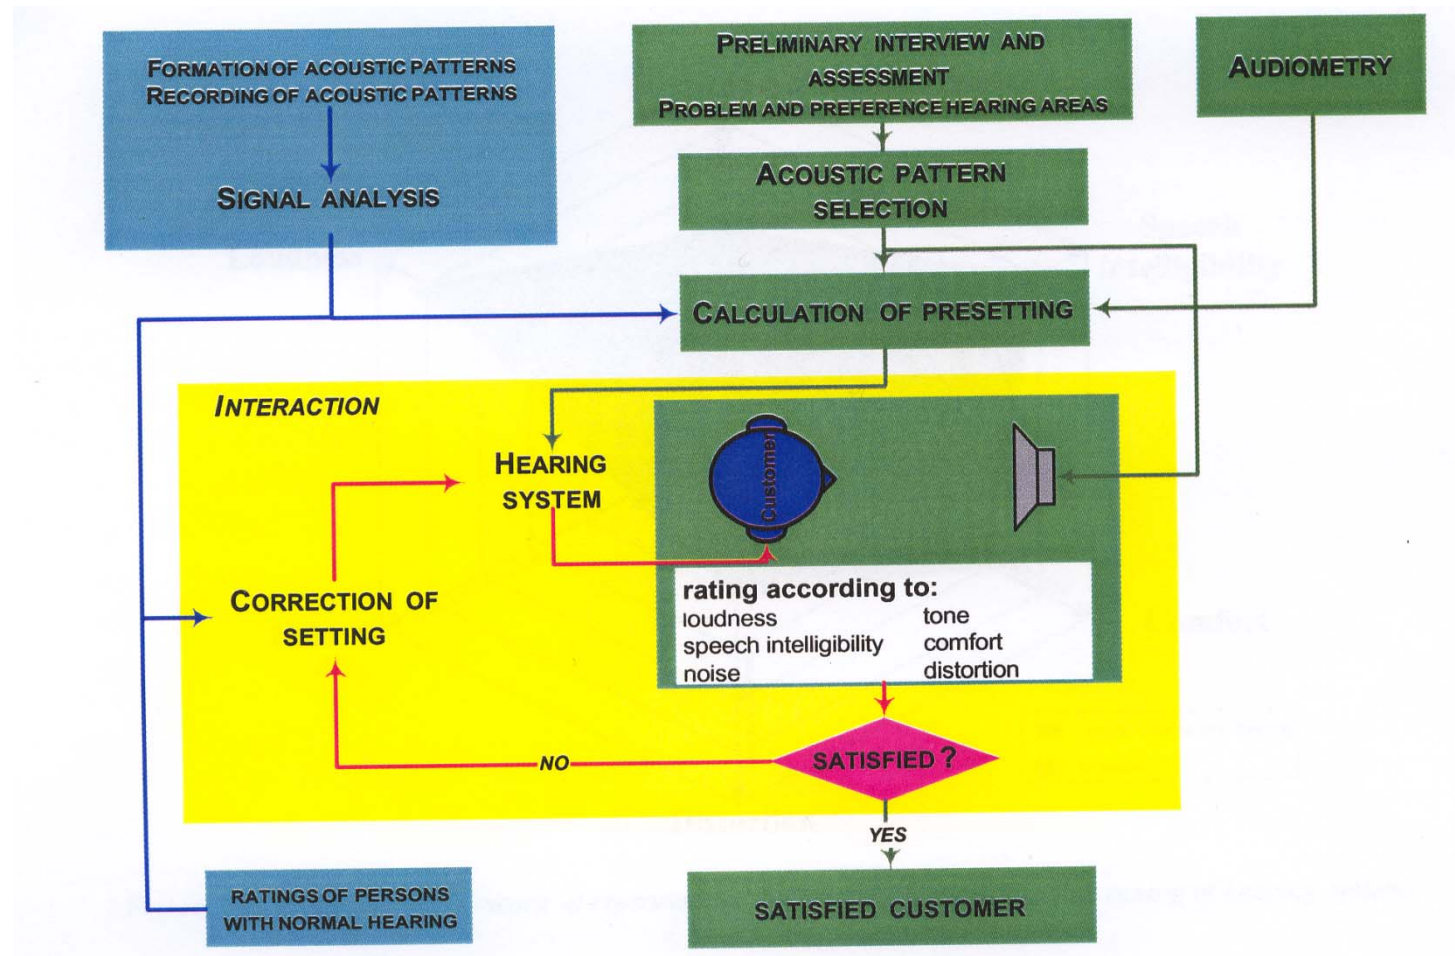 FORMATION OF ACOUSTIC PATTERNS
RECORDING OF ACOUSTIC PATTERNS
SIGNAL ANALYSIS
PRELIMINARY INTERVIEW AND
ASSESSMENT
PROBLEM AND PREFERENCE HEARING AREAS
AUDIOMETRY
ACOUSTIC PATTERN
SELECTION
CALCULATION OF PRESETTING
INTERACTION
HEARING
SYSTEM
Customer
CORRECTION OF
SETTING
rating according to:
loudness tone
speech intelligibility comfort
noise distortion
SATISFIED ?
NO
YES
RATINGS OF PERSONS
WITH NORMAL HEARING
SATISFIED CUSTOMER